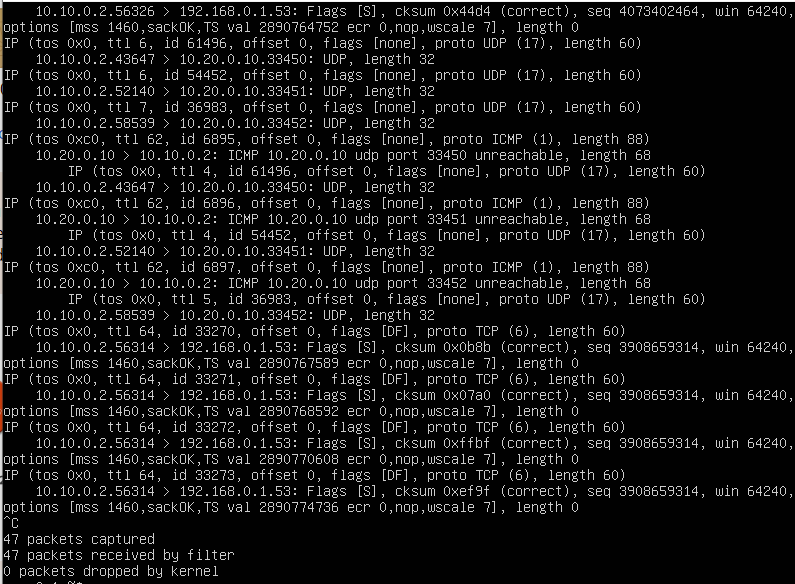 10.10.0.2.56326 > 192.168.0.1.53: Flags [S], cksum 0x44d4 (correct), seq 4073402464, win 64240,
options [mss 1460,sackOK,TS val 2890764752 ecr 0,nop,wscale 7], length 0
IP (tos 0x0, ttl 6, id 61496, offset 0, flags [none], proto UDP (17), length 60)
10.10.0.2.43647 > 10.20.0.10.33450: UDP, length 32
IP (tos 0x0, ttl 6, id 54452, offset 0, flags [none], proto UDP (17), length 60)
10.10.0.2.52140 > 10.20.0.10.33451: UDP, length 32
IP (tos 0x0, ttl 7, id 36983, offset 0, flags [none], proto UDP (17), length 60)
10.10.0.2.58539 > 10.20.0.10.33452: UDP, length 32
IP (tos 0xc0, ttl 62, id 6895, offset 0, flags [none], proto ICMP (1), length 88)
10.20.0.10 > 10.10.0.2: ICMP 10.20.0.10 udp port 33450 unreachable, length 68
IP (tos 0x0, ttl 4, id 61496, offset 0, flags [none], proto UDP (17), length 60)
10.10.0.2.43647 > 10.20.0.10.33450: UDP, length 32
IP (tos 0xc0, ttl 62, id 6896, offset 0, flags [none], proto ICMP (1), length 88)
10.20.0.10 > 10.10.0.2: ICMP 10.20.0.10 udp port 33451 unreachable, length 68
IP (tos 0x0, ttl 4, id 54452, offset 0, flags [none], proto UDP (17), length 60)
10.10.0.2.52140 > 10.20.0.10.33451: UDP, length 32
IP (tos 0xc0, ttl 62, id 6897, offset 0, flags [none], proto ICMP (1), length 88)
10.20.0.10 > 10.10.0.2: ICMP 10.20.0.10 udp port 33452 unreachable, length 68
IP (tos 0x0, ttl 5, id 36983, offset 0, flags [none], proto UDP (17), length 60)
10.10.0.2.58539 > 10.20.0.10.33452: UDP, length 32
IP (tos 0x0, ttl 64, id 33270, offset 0, flags [DF], proto TCP (6), length 60)
10.10.0.2.56314 > 192.168.0.1.53: Flags [S], cksum 0x0b8b (correct), seq 3908659314, win 64240,
options [mss 1460,sackOK,TS val 2890767589 ecr 0,nop,wscale 7], length 0
IP (tos 0x0, ttl 64, id 33271, offset 0, flags [DF], proto TCP (6), length 60)
10.10.0.2.56314 > 192.168.0.1.53: Flags [S], cksum 0x07a0 (correct), seq 3908659314, win 64240,
options [mss 1460,sackOK,TS val 2890768592 ecr 0,nop,wscale 7], length 0
IP (tos 0x0, ttl 64, id 33272, offset 0, flags [DF], proto TCP (6), length 60)
10.10.0.2.56314 > 192.168.0.1.53: Flags [S], cksum 0xffbf (correct), seq 3908659314, win 64240,
options [mss 1460,sackOK,TS val 2890770608 ecr 0,nop,wscale 7], length 0
IP (tos 0x0, ttl 64, id 33273, offset 0, flags [DF], proto TCP (6), length 60)
10.10.0.2.56314 > 192.168.0.1.53: Flags [S], cksum 0xef9f (correct), seq 3908659314, win 64240,
options [mss 1460,sackOK,TS val 2890774736 ecr 0,nop,wscale 7], length 0
^C
47 packets captured
47 packets received by filter
0 packets dropped by kernel